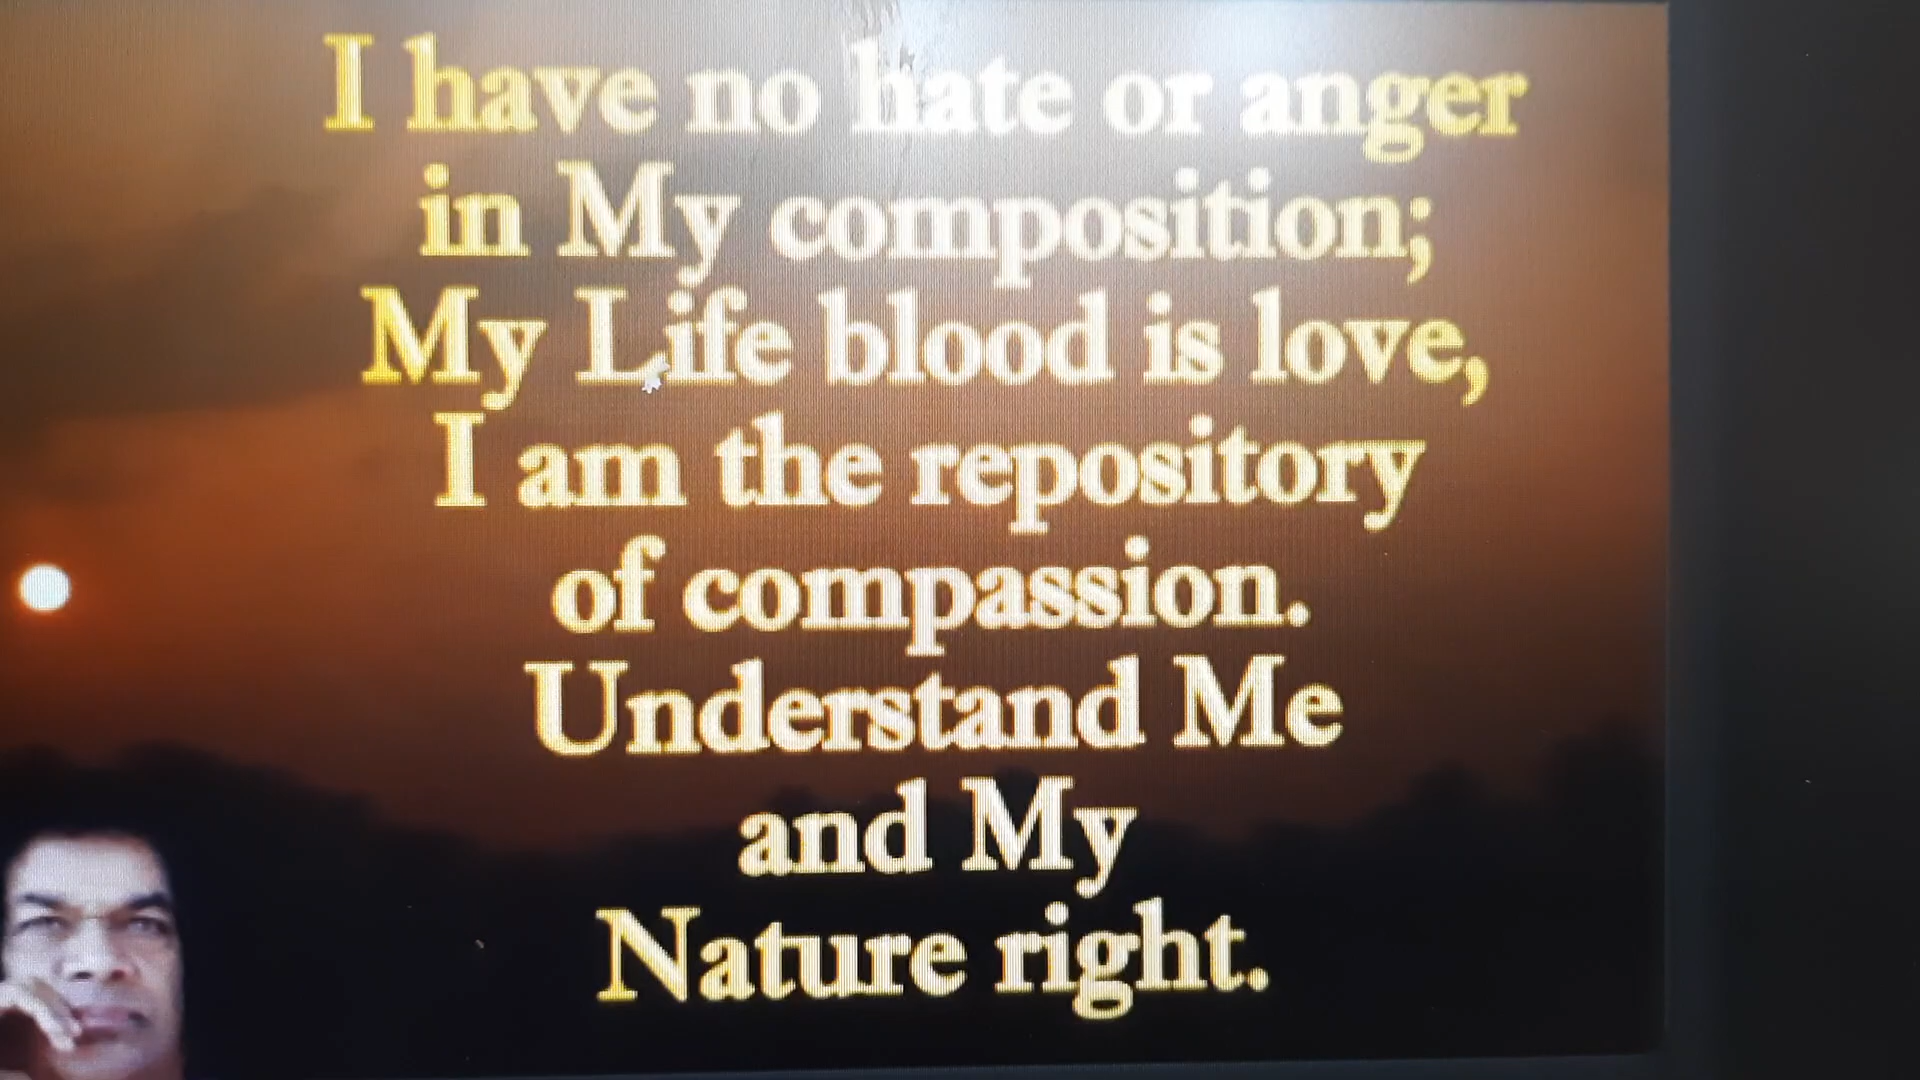 I have no hate or anger
in My composition;
My Life blood is love,
I am the repository
of compassion.
Understand Me
and My
Nature right.